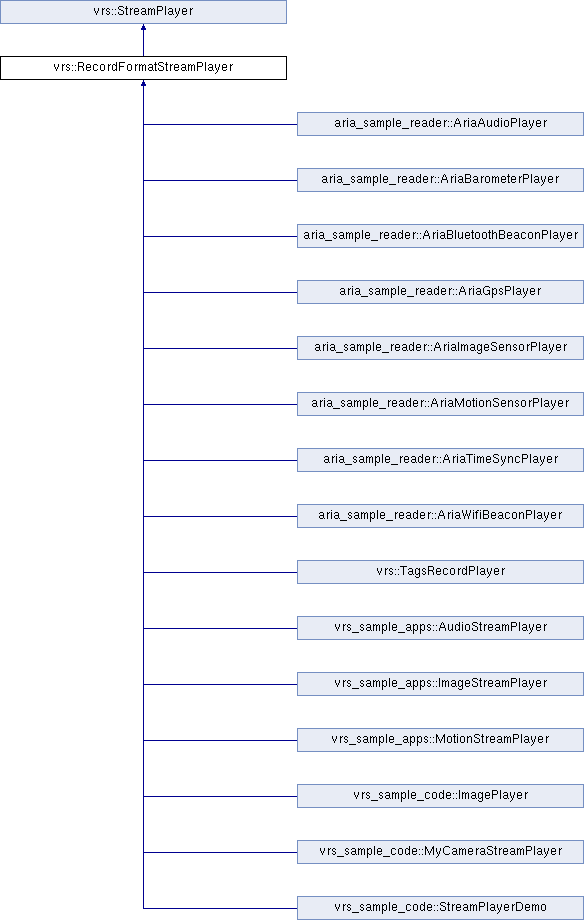 vrs::StreamPlayer
vrs::RecordFormatStreamPlayer
aria_sample_reader::AriaAudioPlayer
aria_sample_reader::AriaBarometerPlayer
aria_sample_reader::AriaBluetoothBeaconPlayer
aria_sample_reader::AriaGpsPlayer
aria_sample_reader::AriaImageSensorPlayer
aria_sample_reader::AriaMotionSensorPlayer
aria_sample_reader::AriaTimeSyncPlayer
aria_sample_reader::AriaWifiBeaconPlayer
vrs::TagsRecordPlayer
vrs_sample_apps::AudioStreamPlayer
vrs_sample_apps::ImageStreamPlayer
vrs_sample_apps::MotionStreamPlayer
vrs_sample_code::ImagePlayer
vrs_sample_code::MyCameraStreamPlayer
vrs_sample_code::StreamPlayerDemo